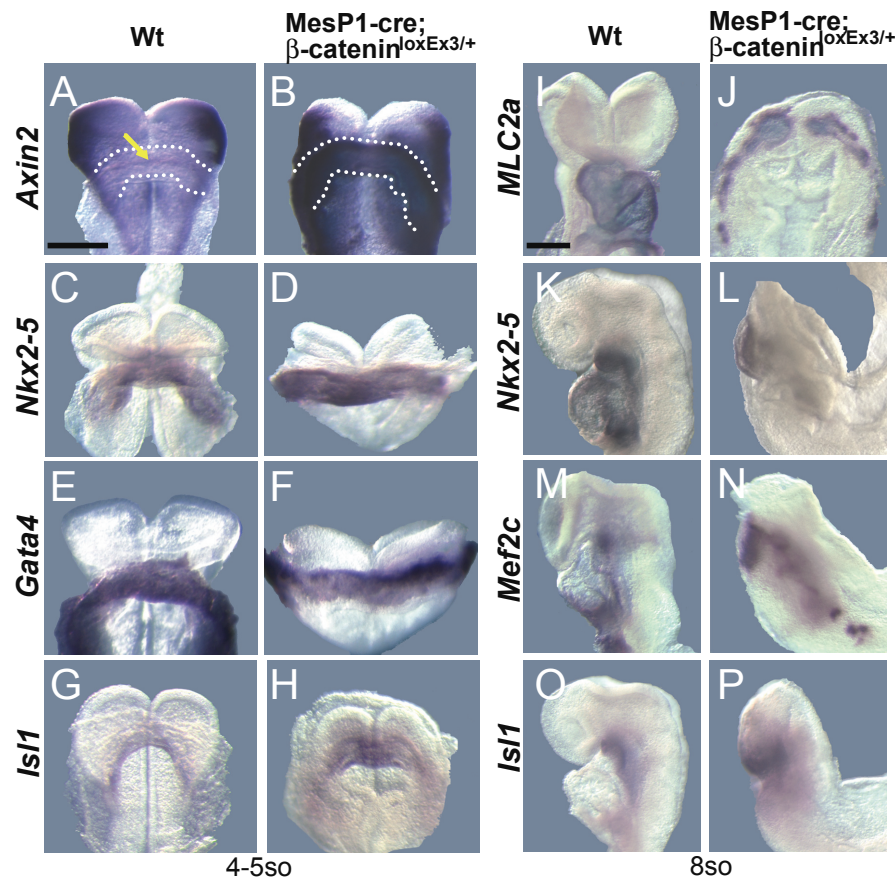 Wt
MesP1-cre;
β-catenin^loxEx3/+
Wt
MesP1-cre;
β-catenin^loxEx3/+
Axin2
A
B
MLC2a
I
J
Nkx2-5
C
D
Nkx2-5
K
L
Gata4
E
F
Mef2c
M
N
Isl1
G
H
Isl1
O
P
4-5so
8so